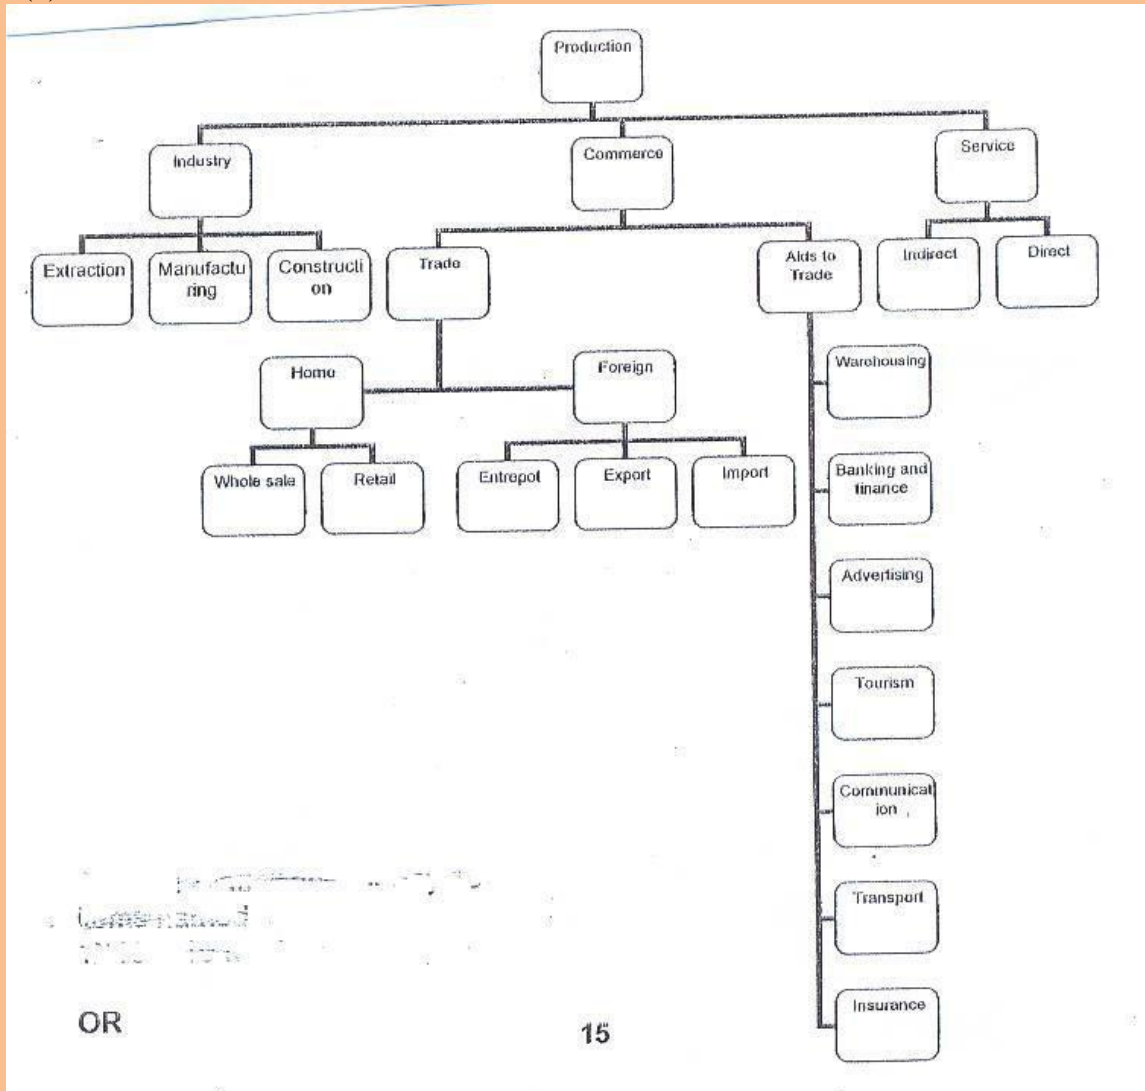 Production
Industry
Commerce
Service
Extraction
Manufactu
ring
Constructi
on
Trade
Aids to
Trade
Indirect
Direct
Home
Foreign
Whole sale
Retail
Entrepot
Export
Import
Warehousing
Banking and
finance
Advertising
Tourism
Communicat
ion
Transport
Insurance
OR
15